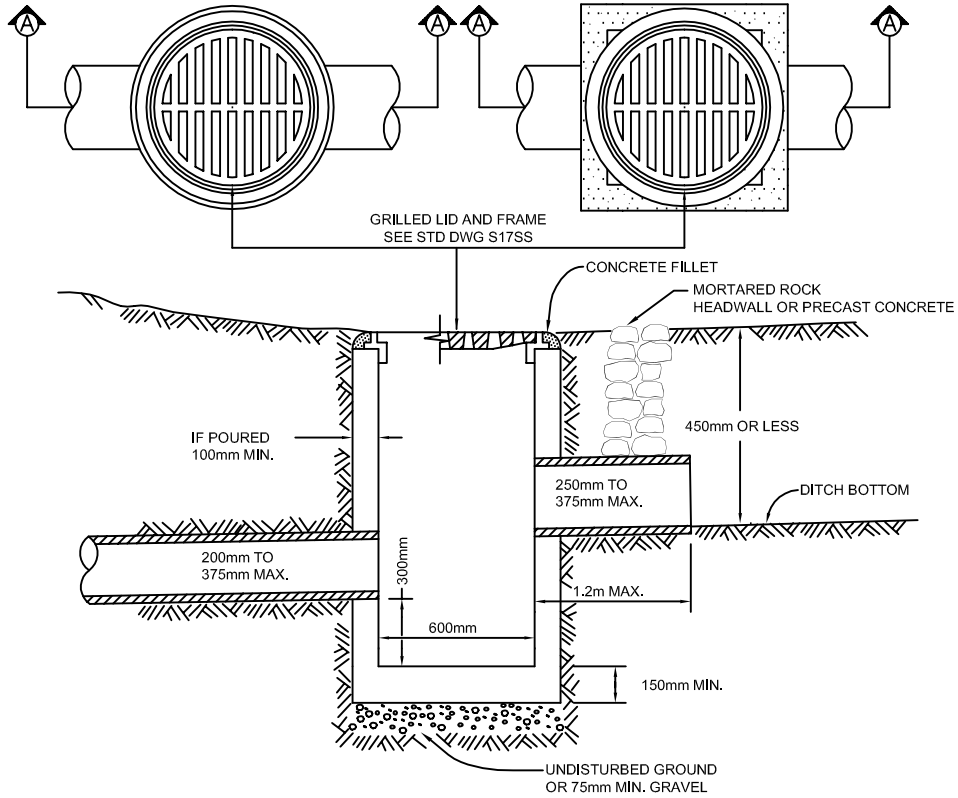 A
A
A
A
GRILLED LID AND FRAME
SEE STD DWG S17SS
CONCRETE FILLET
MORTARED ROCK
HEADWALL OR PRECAST CONCRETE
IF POURED
100mm MIN.
450mm OR LESS
250mm TO
375mm MAX.
DITCH BOTTOM
200mm TO
375mm MAX.
300mm
1.2m MAX.
600mm
150mm MIN.
UNDISTURBED GROUND
OR 75mm MIN. GRAVEL